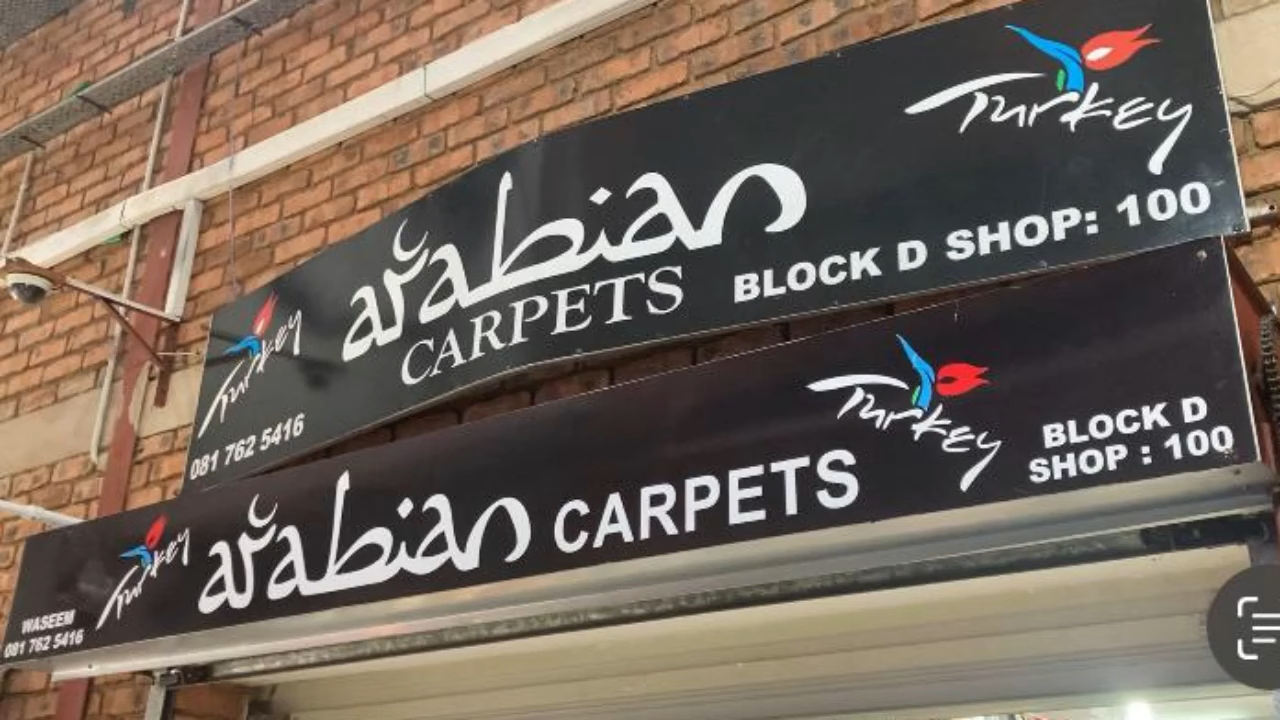 Turkey
arabian
CARPETS
BLOCK D SHOP: 100
Turkey
081 762 5416
Turkey
arabian CARPETS
Turkey
BLOCK D
SHOP : 100
WASEEM
081 762 5416